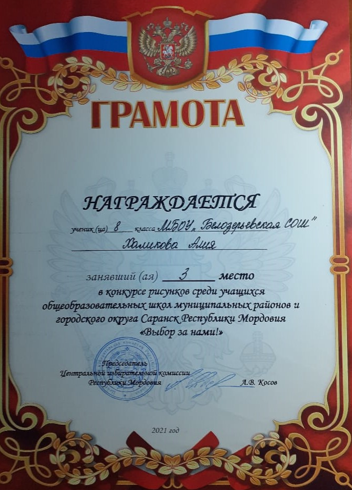 ГРАМОТА
НАГРАЖДАЕТСЯ
ученик (ца) 8 класса МБОУ "Белозерьевская СОШ"
Халикова Алия
занявший (ая) 3 место
в конкурсе рисунков среди учащихся
общеобразовательных школ муниципальных районов и
городского округа Саранск Республики Мордовия
«Выбор за нами!»
Председатель
Центральной избирательной комиссии
Республики Мордовия А.В. Косов
2021 год